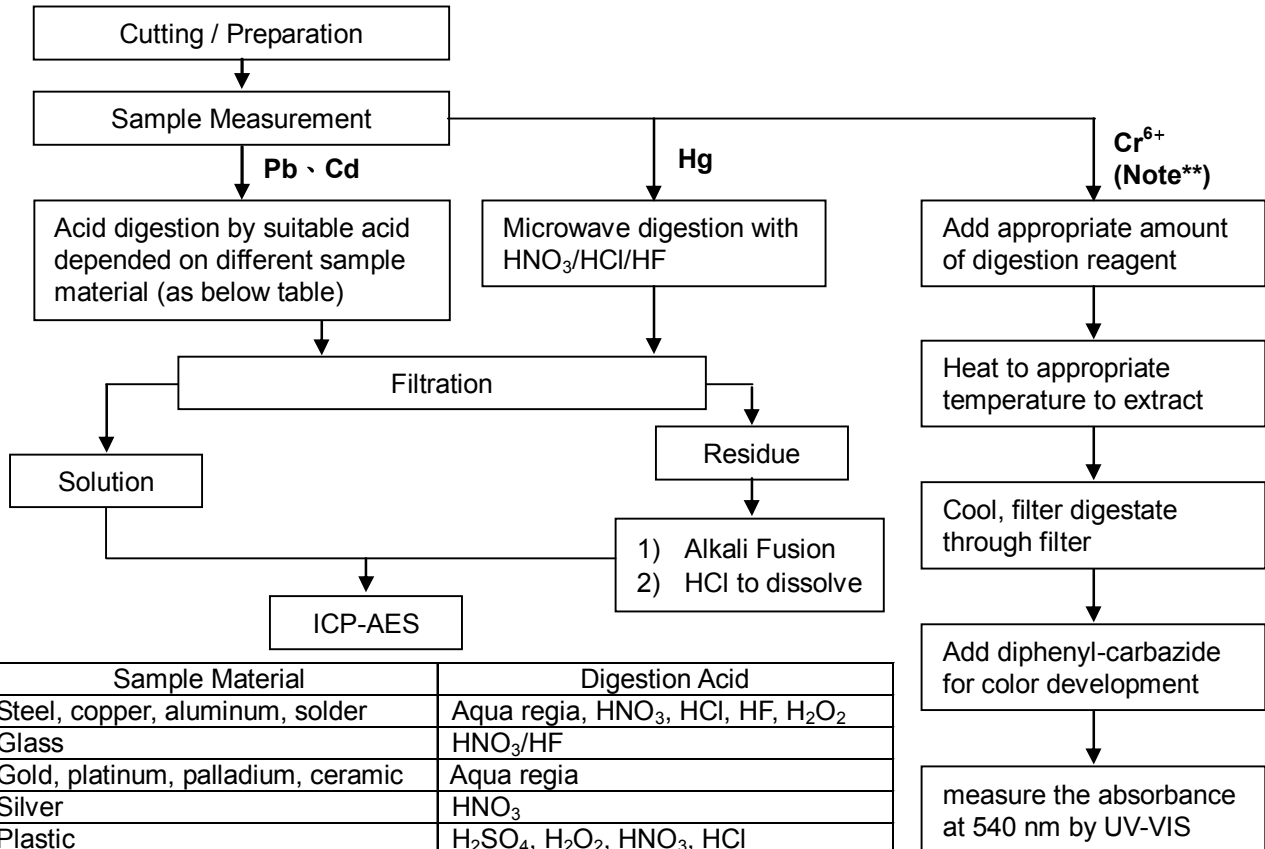 Cutting / Preparation
Sample Measurement
Pb、Cd
Hg
Cr⁶⁺
(Note**)
Acid digestion by suitable acid
depended on different sample
material (as below table)
Microwave digestion with
HNO₃/HCl/HF
Add appropriate amount
of digestion reagent
Filtration
Heat to appropriate
temperature to extract
Solution
Residue
1) Alkali Fusion
2) HCl to dissolve
Cool, filter digestate
through filter
ICP-AES
Add diphenyl-carbazide
for color development
measure the absorbance
at 540 nm by UV-VIS
Sample Material Digestion Acid
Steel, copper, aluminum, solder Aqua regia, HNO₃, HCl, HF, H₂O₂
Glass HNO₃/HF
Gold, platinum, palladium, ceramic Aqua regia
Silver HNO₃
Plastic H₂SO₄, H₂O₂, HNO₃, HCl